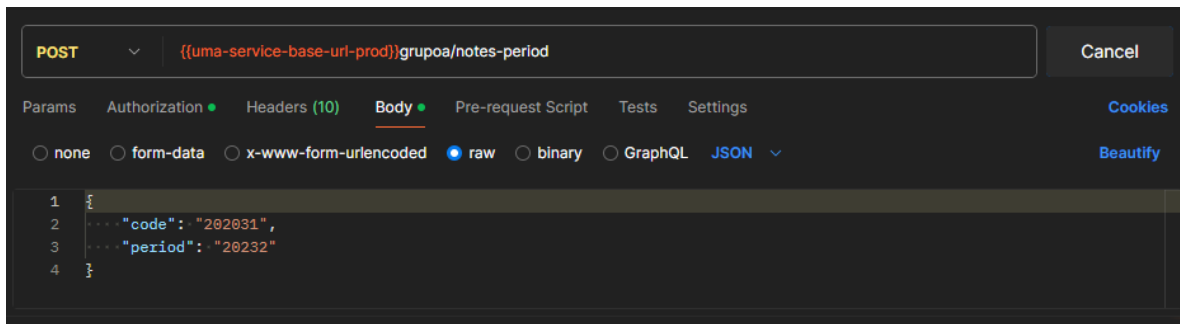 POST {{uma-service-base-url-prod}}grupoa/notes-period Cancel
Params Authorization Headers (10) Body Pre-request Script Tests Settings Cookies
none form-data x-www-form-urlencoded raw binary GraphQL JSON Beautify
1 {
2 "code": "202031",
3 "period": "20232"
4 }